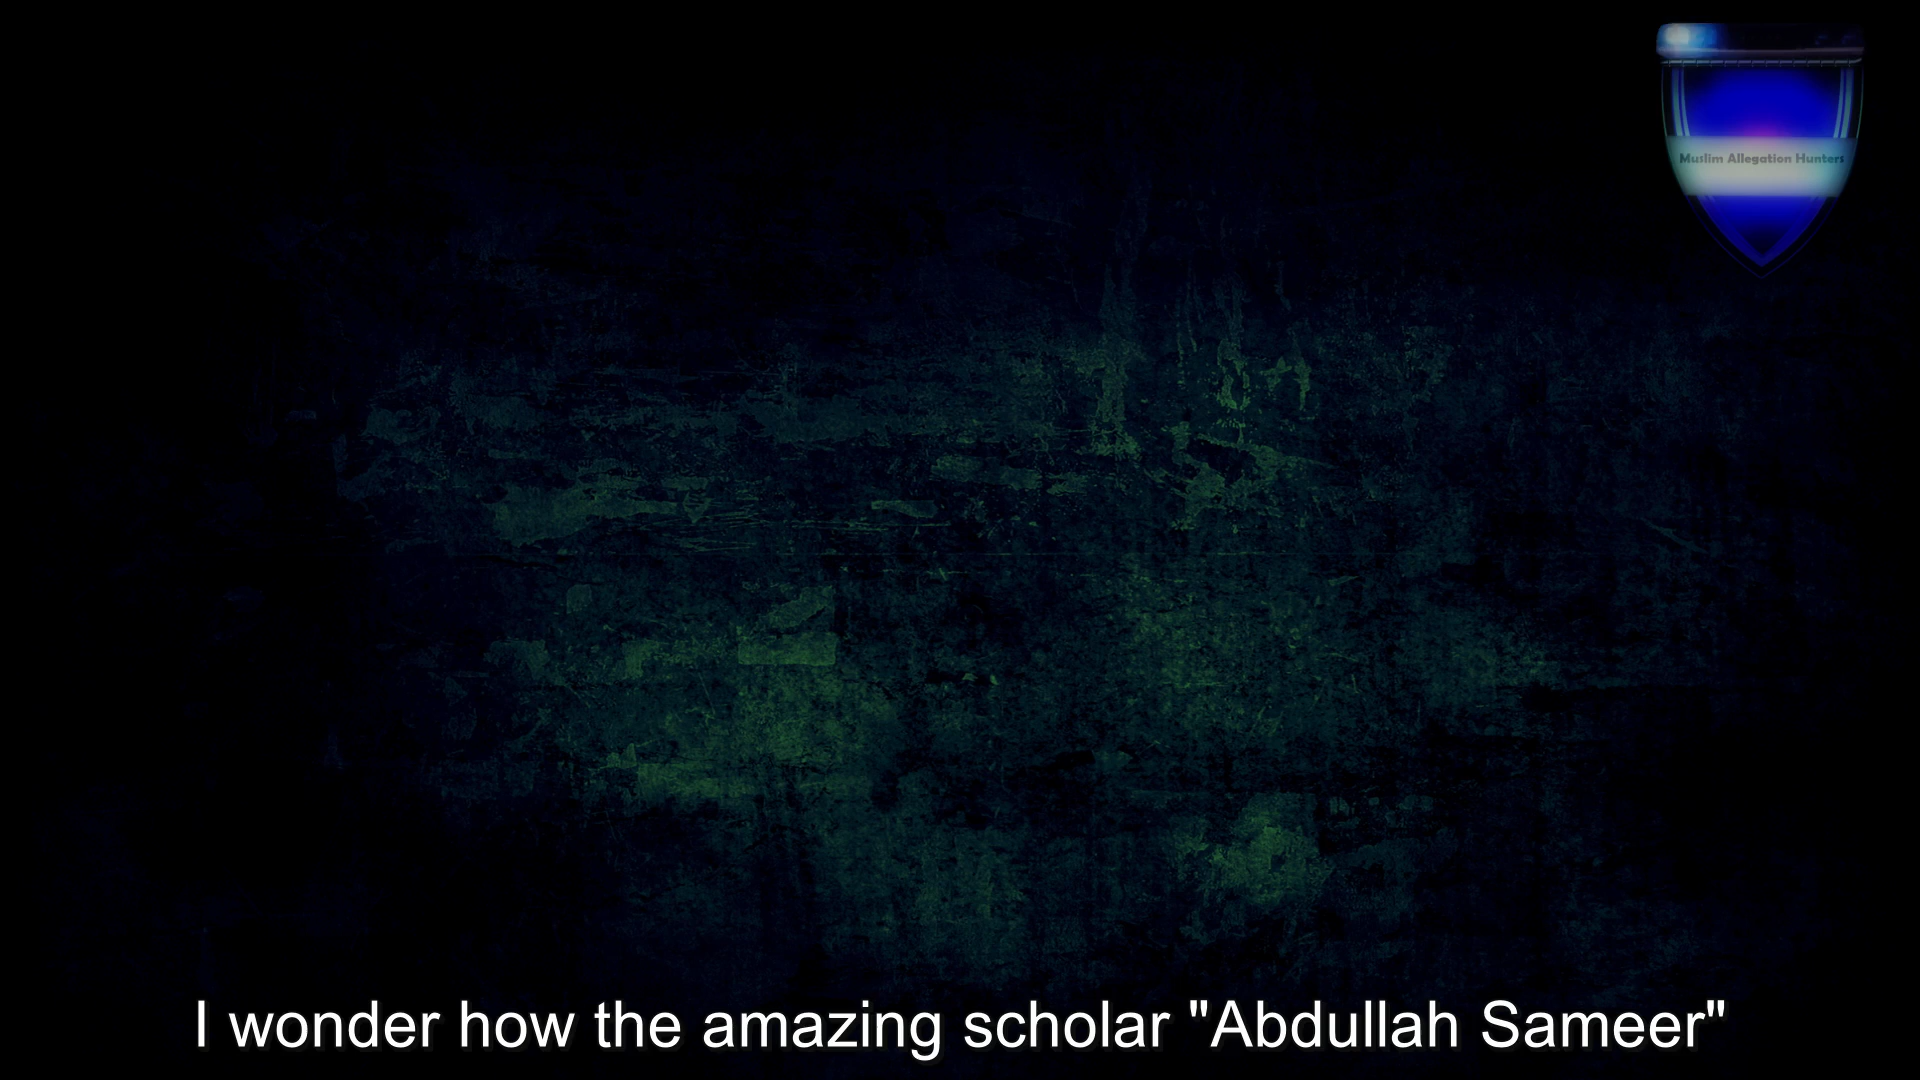 Muslim Allegation Hunters
I wonder how the amazing scholar "Abdullah Sameer"